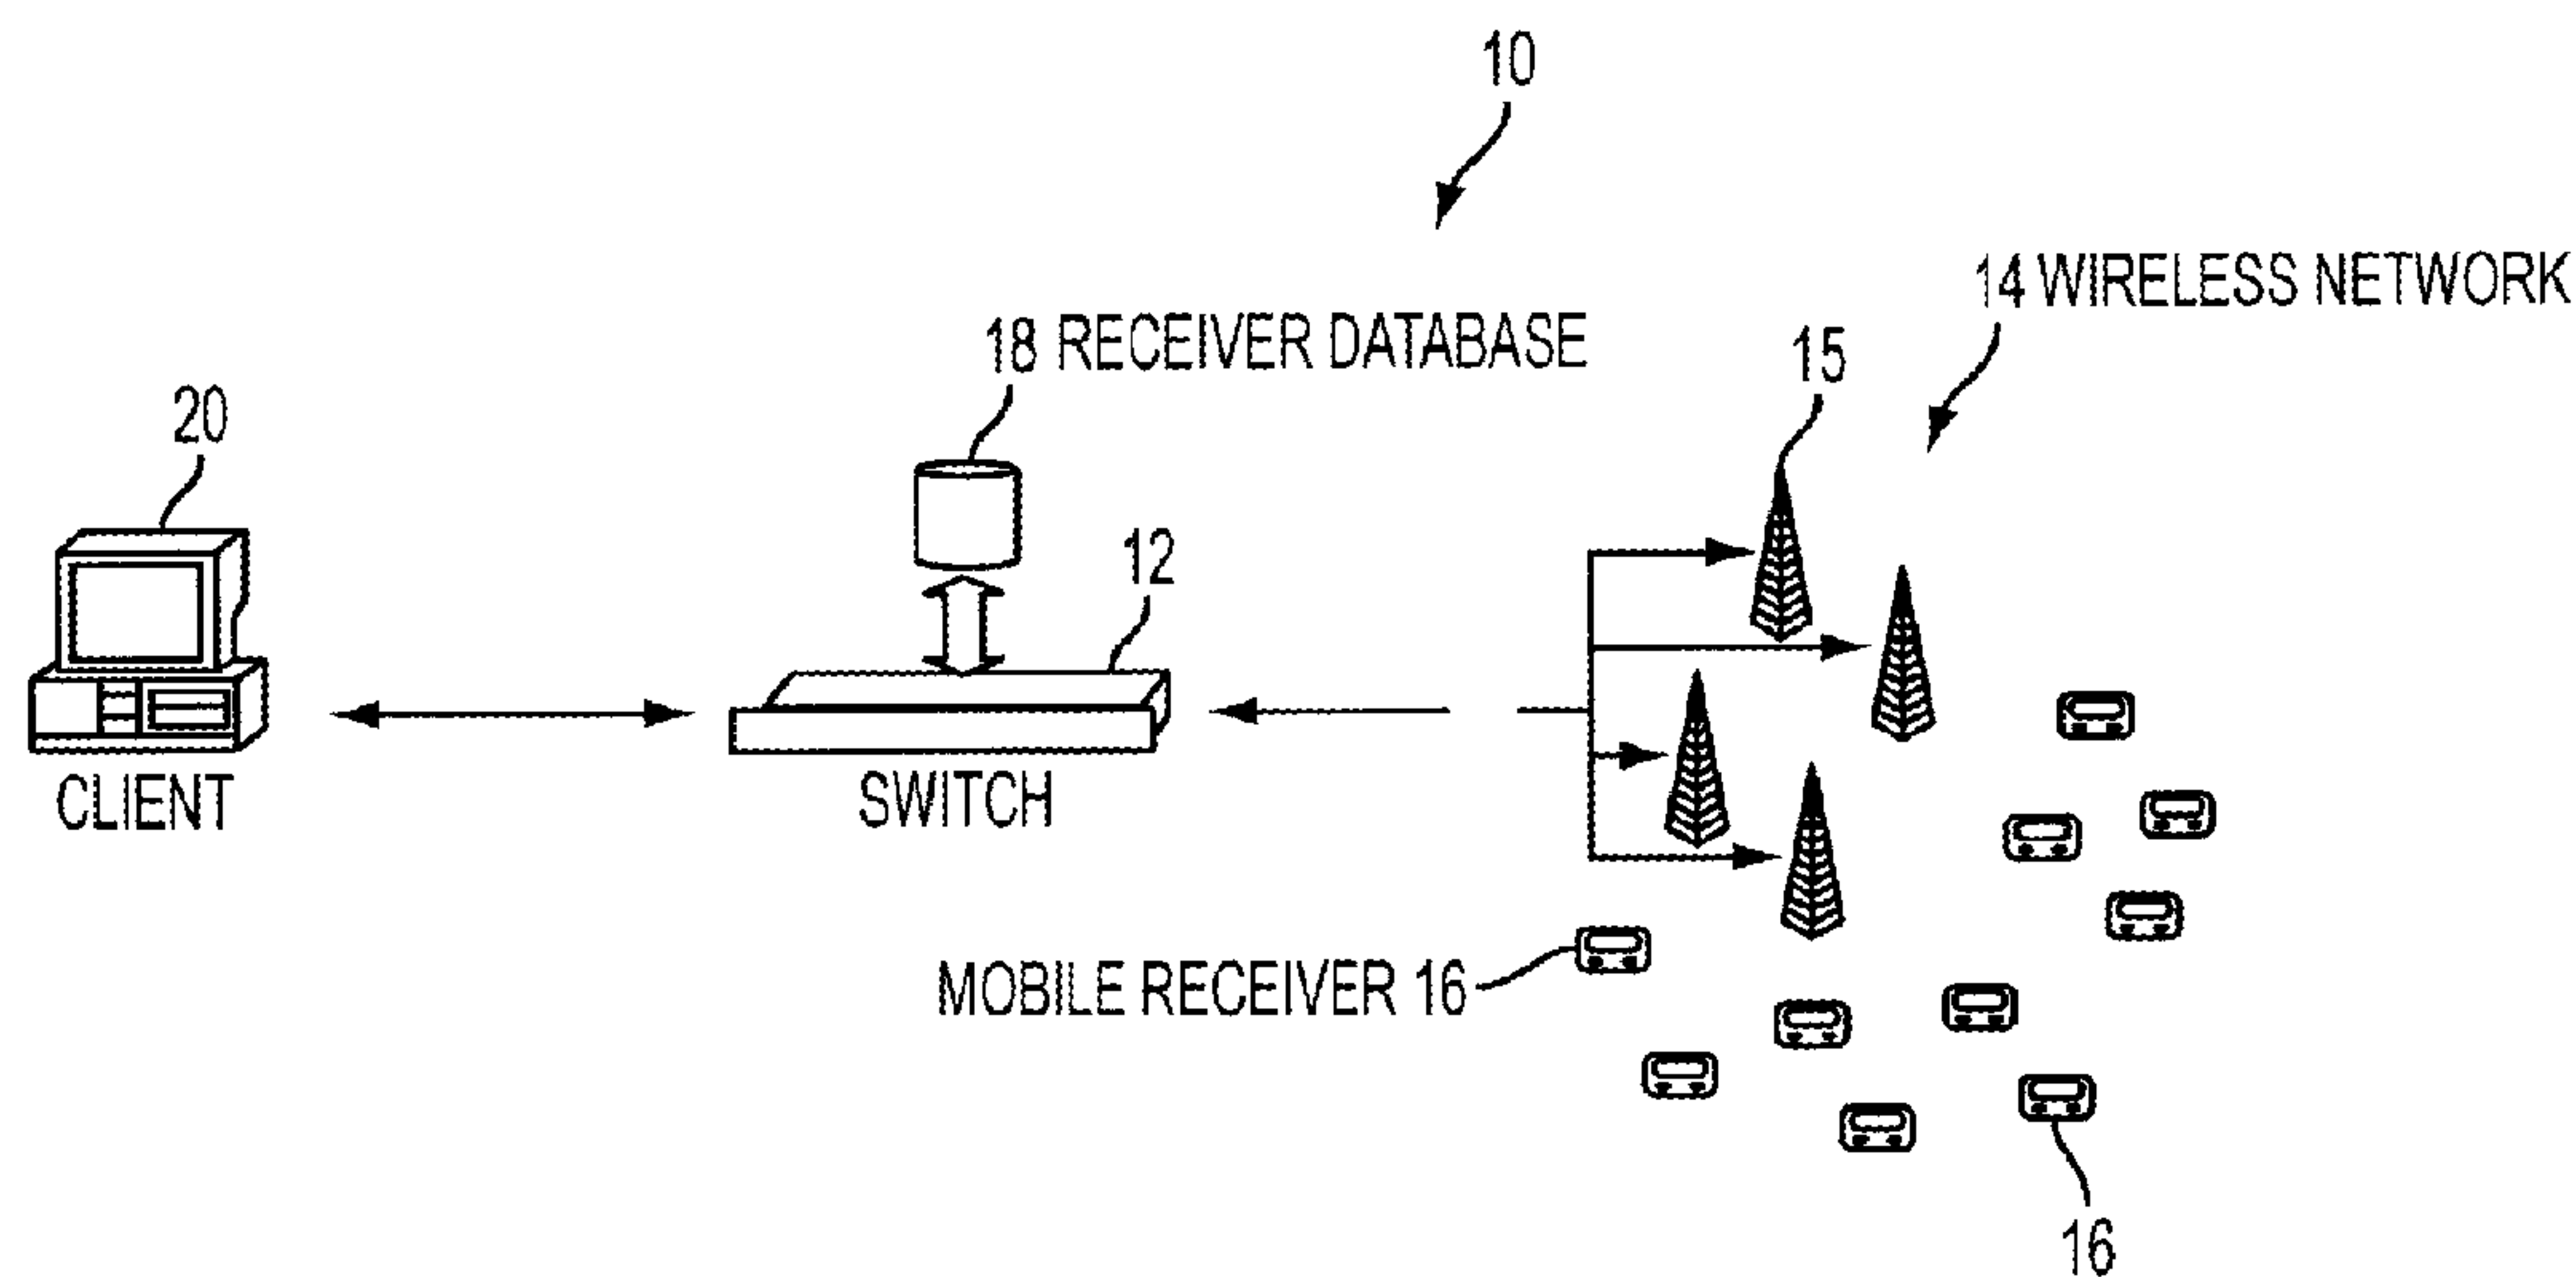 10
14 WIRELESS NETWORK
18 RECEIVER DATABASE
15
20
12
CLIENT
SWITCH
MOBILE RECEIVER 16
16